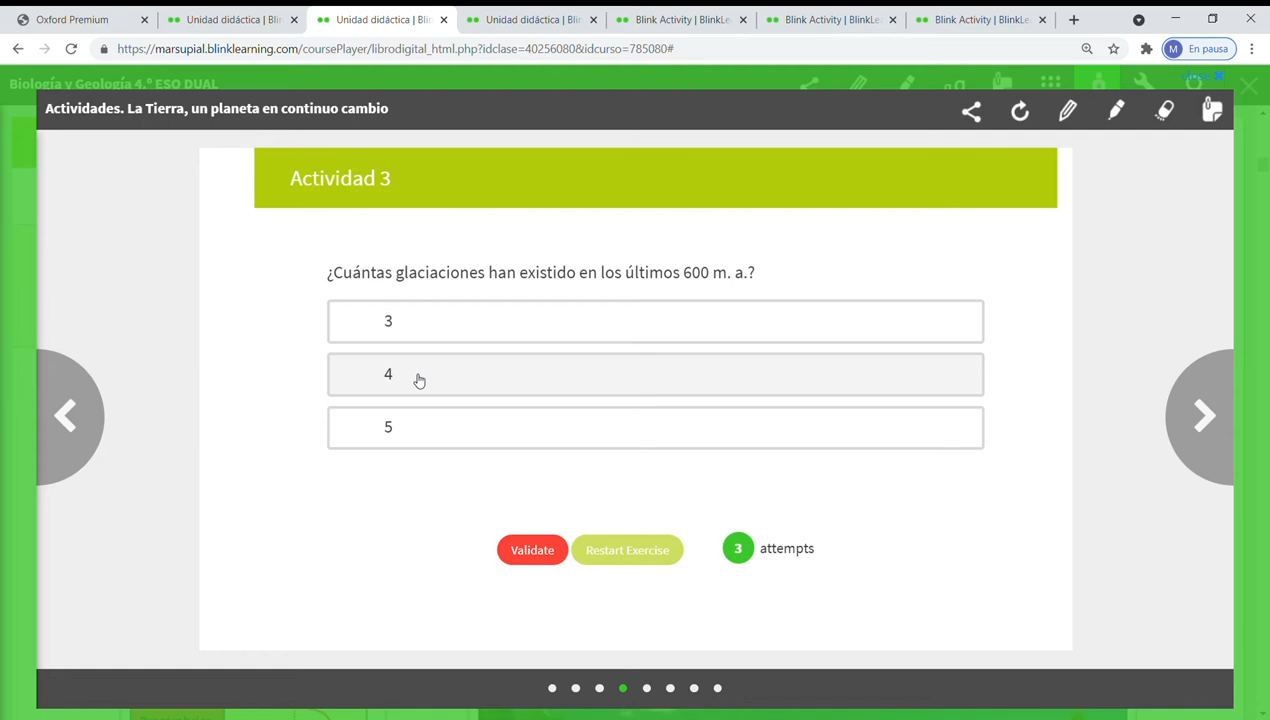 Oxford Premium
Unidad didáctica | Bli
Unidad didáctica | Bli
Unidad didáctica | Bli
Blink Activity | BlinkLe
Blink Activity | BlinkLe
Blink Activity | BlinkLe
https://marsupial.blinklearning.com/coursePlayer/librodigital_html.php?idclase=40256080&idcurso=785080#
M
En pausa
Biología y Geología 4.º ESO DUAL
close
Actividades. La Tierra, un planeta en continuo cambio
Actividad 3
¿Cuántas glaciaciones han existido en los últimos 600 m. a.?
3
4
5
Validate
Restart Exercise
3 attempts